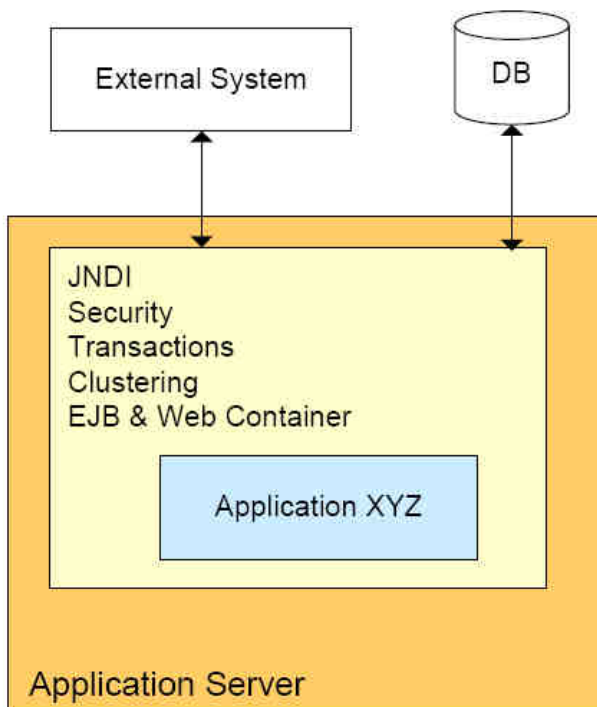 External System
DB
JNDI
Security
Transactions
Clustering
EJB & Web Container
Application XYZ
Application Server